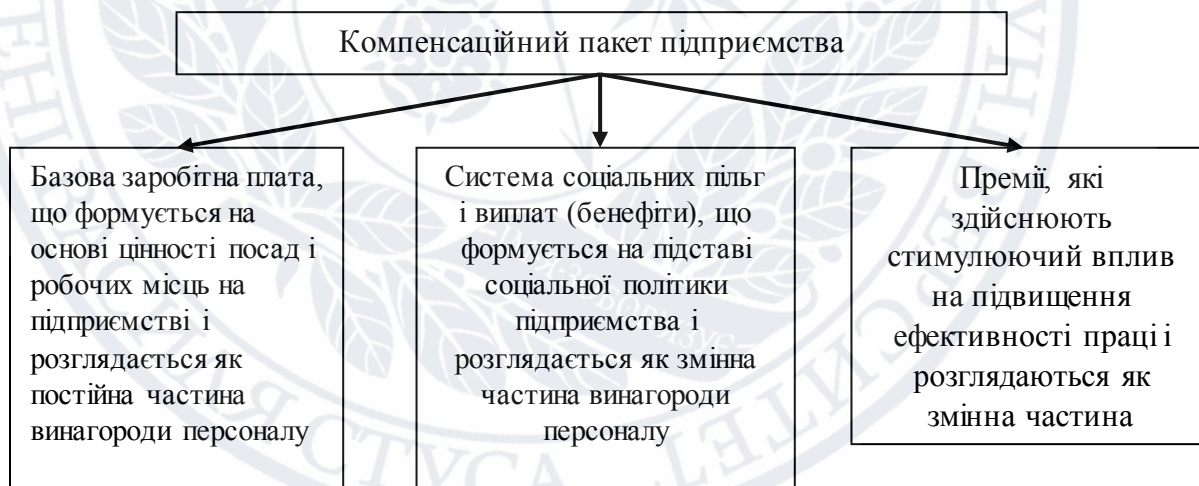 Компенсаційний пакет підприємства
Базова заробітна плата,
що формується на
основі цінності посад і
робочих місць на
підприємстві і
розглядається як
постійна частина
винагороди персоналу
Система соціальних пільг
і виплат (бенефіти), що
формується на підставі
соціальної політики
підприємства і
розглядається як змінна
частина винагороди
персоналу
Премії, які
здійснюють
стимулюючий вплив
на підвищення
ефективності праці і
розглядаються як
змінна частина